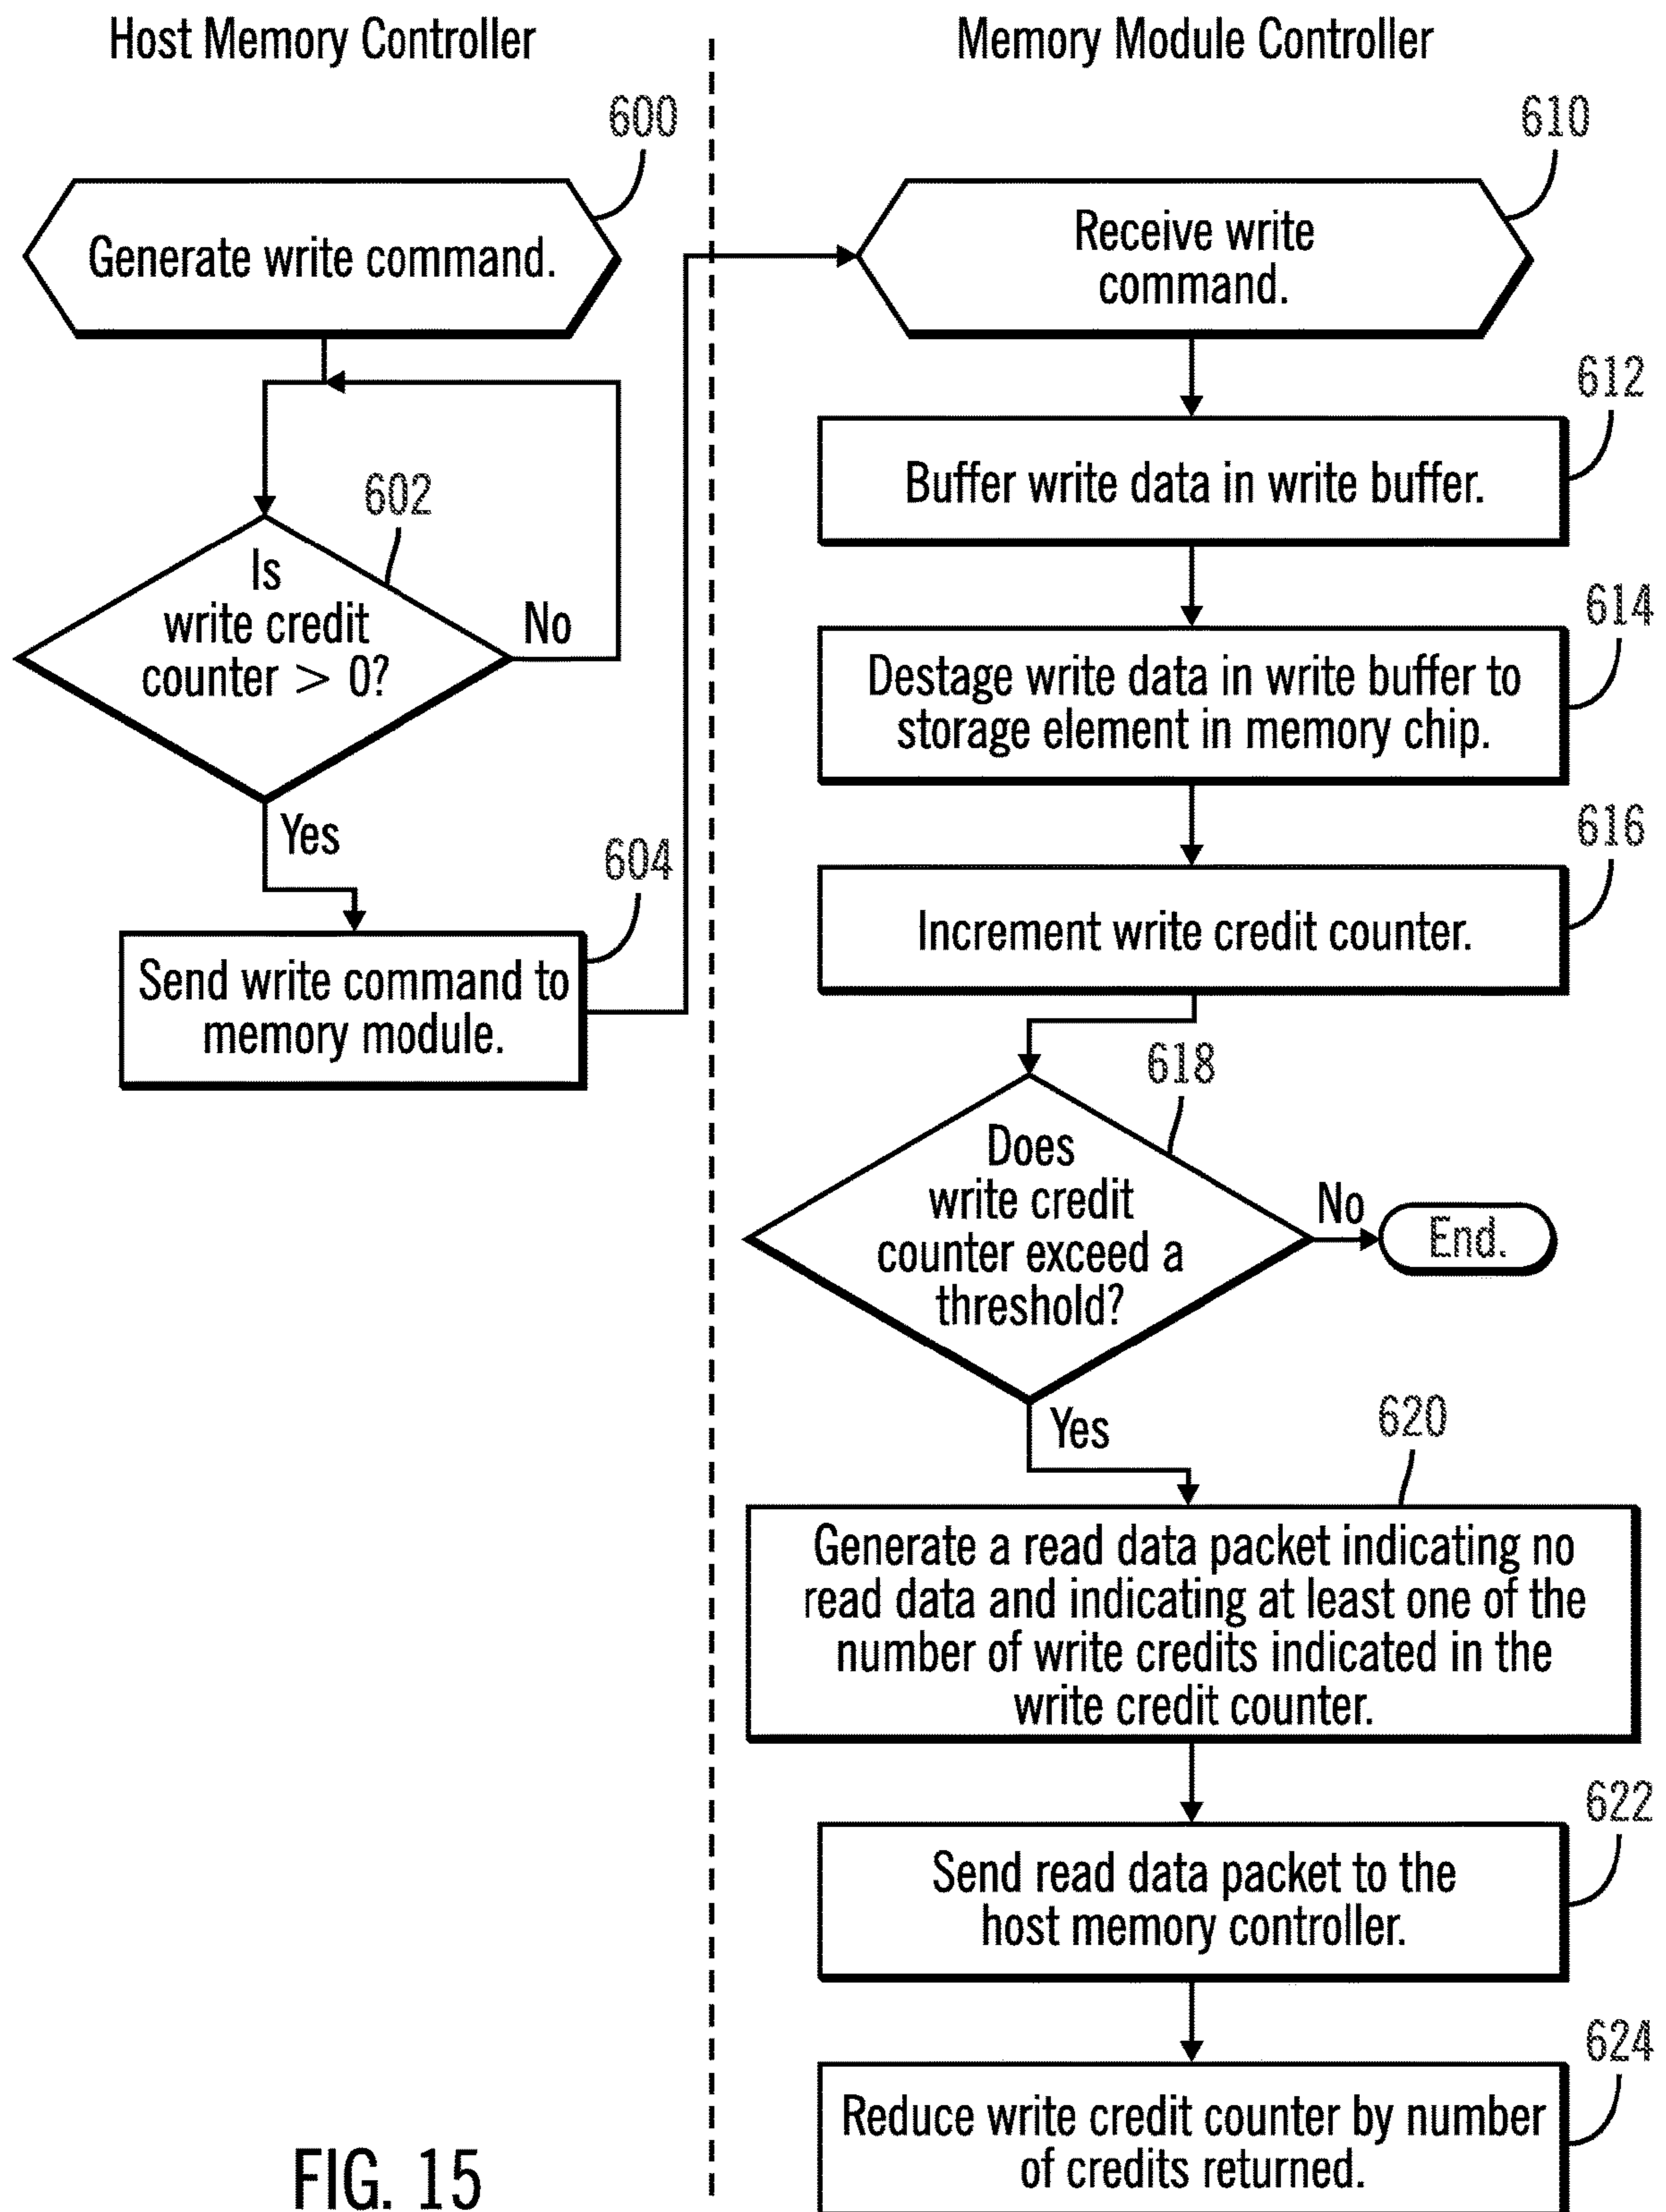 Host Memory Controller
600
Generate write command.
602
Is
write credit
counter > 0?
No
Yes
604
Send write command to
memory module.
Memory Module Controller
610
Receive write
command.
612
Buffer write data in write buffer.
614
Destage write data in write buffer to
storage element in memory chip.
616
Increment write credit counter.
618
Does
write credit
counter exceed a
threshold?
No
End.
Yes
620
Generate a read data packet indicating no
read data and indicating at least one of the
number of write credits indicated in the
write credit counter.
622
Send read data packet to the
host memory controller.
624
Reduce write credit counter by number
of credits returned.
FIG. 15